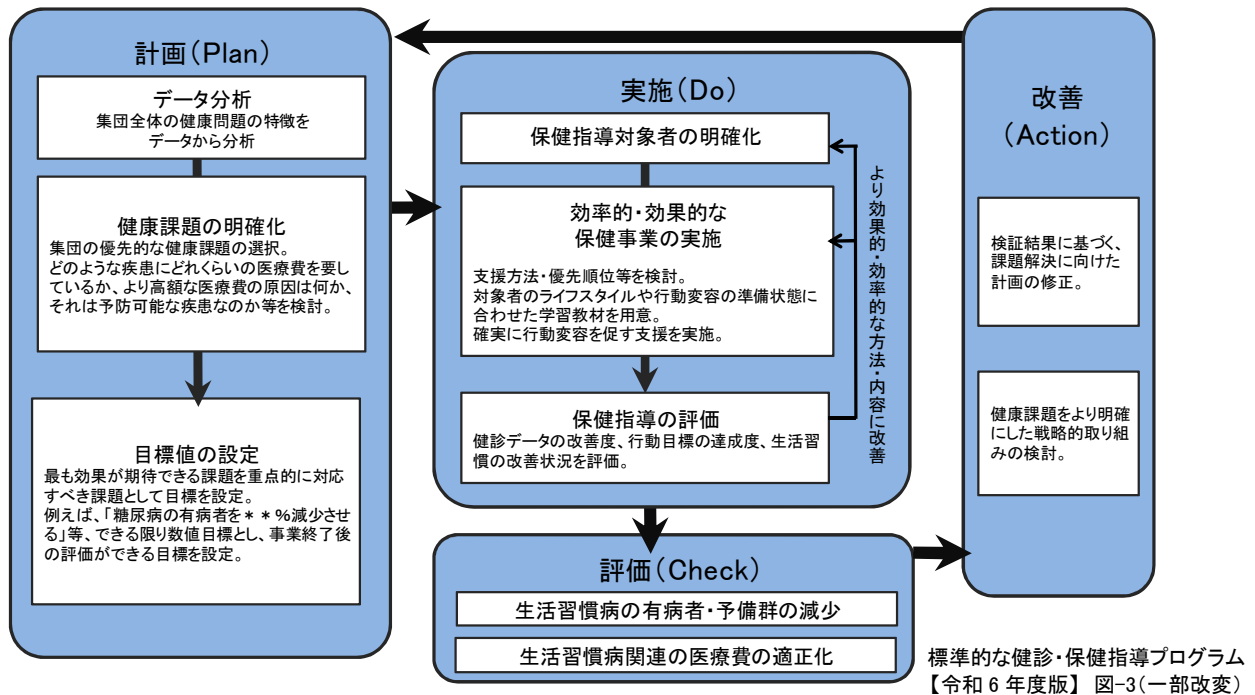 計画（Plan）
データ分析
集団全体の健康問題の特徴を
データから分析
健康課題の明確化
集団の優先的な健康課題の選択。
どのような疾患にどれくらいの医療費を要し
ているか、より高額な医療費の原因は何か、
それは予防可能な疾患なのか等を検討。
目標値の設定
最も効果が期待できる課題を重点的に対応
すべき課題として目標を設定。
例えば、「糖尿病の有病者を＊＊％減少させ
る」等、できる限り数値目標とし、事業終了後
の評価ができる目標を設定。
実施（Do）
保健指導対象者の明確化
効率的・効果的な
保健事業の実施
支援方法・優先順位等を検討。
対象者のライフスタイルや行動変容の準備状態に
合わせた学習教材を用意。
確実に行動変容を促す支援を実施。
保健指導の評価
健診データの改善度、行動目標の達成度、生活習
慣の改善状況を評価。
より効果的・効率的な方法・内容に改善
評価（Check）
生活習慣病の有病者・予備群の減少
生活習慣病関連の医療費の適正化
改善
（Action）
検証結果に基づく、
課題解決に向けた
計画の修正。
健康課題をより明確
にした戦略的取り組
みの検討。
標準的な健診・保健指導プログラム
【令和６年度版】 図-3（一部改変）